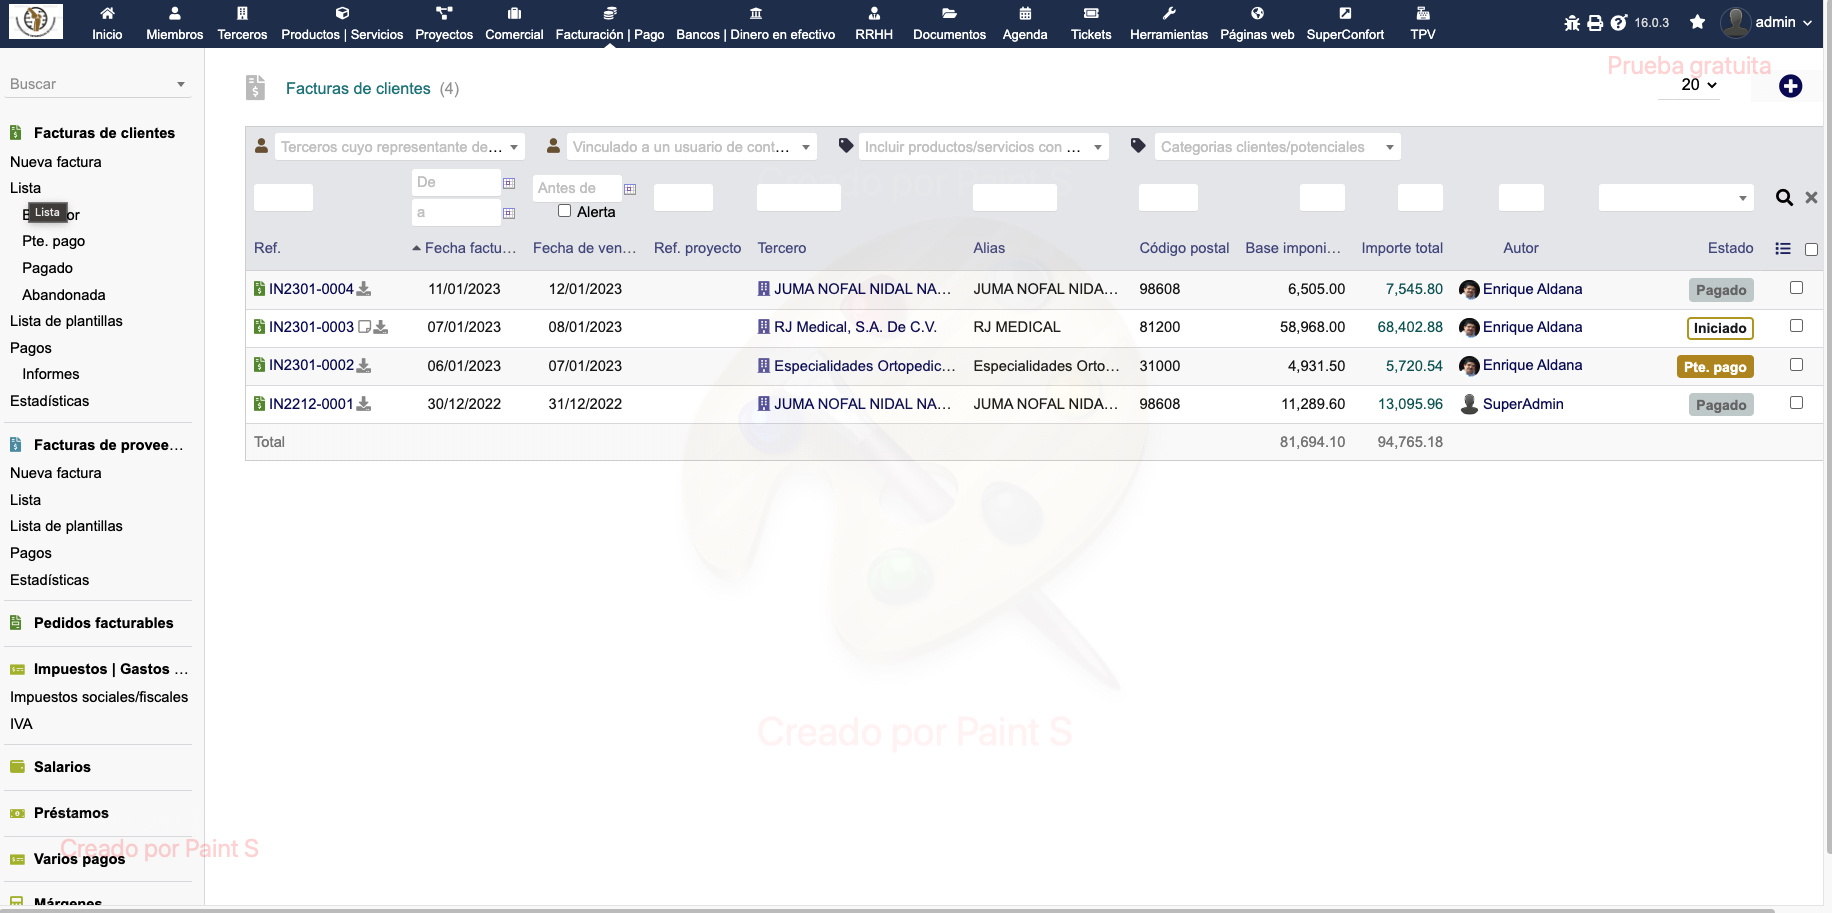 Inicio
Miembros
Terceros
Productos | Servicios
Proyectos
Comercial
Facturación | Pago
Bancos | Dinero en efectivo
RRHH
Documentos
Agenda
Tickets
Herramientas
Páginas web
SuperConfort
TPV
16.0.3
admin
Buscar
Facturas de clientes
Nueva factura
Lista
Lista
Pte. pago
Pagado
Abandonada
Lista de plantillas
Pagos
Informes
Estadísticas
Facturas de provee...
Nueva factura
Lista
Lista de plantillas
Pagos
Estadísticas
Pedidos facturables
Impuestos | Gastos ...
Impuestos sociales/fiscales
IVA
Salarios
Préstamos
Varios pagos
Márgenes
Facturas de clientes (4)
Prueba gratuita
20
Terceros cuyo representante de...
Vinculado a un usuario de cont...
Incluir productos/servicios con ...
Categorias clientes/potenciales
De
a
Antes de
Alerta
Ref. Fecha factu... Fecha de ven... Ref. proyecto Tercero Alias Código postal Base imponi... Importe total Autor Estado
IN2301-0004 11/01/2023 12/01/2023 JUMA NOFAL NIDAL NA... JUMA NOFAL NIDA... 98608 6,505.00 7,545.80 Enrique Aldana Pagado
IN2301-0003 07/01/2023 08/01/2023 RJ Medical, S.A. De C.V. RJ MEDICAL 81200 58,968.00 68,402.88 Enrique Aldana Iniciado
IN2301-0002 06/01/2023 07/01/2023 Especialidades Ortopedic... Especialidades Orto... 31000 4,931.50 5,720.54 Enrique Aldana Pte. pago
IN2212-0001 30/12/2022 31/12/2022 JUMA NOFAL NIDAL NA... JUMA NOFAL NIDA... 98608 11,289.60 13,095.96 SuperAdmin Pagado
Total 81,694.10 94,765.18
Creado por Paint S
Creado por Paint S
Creado por Paint S